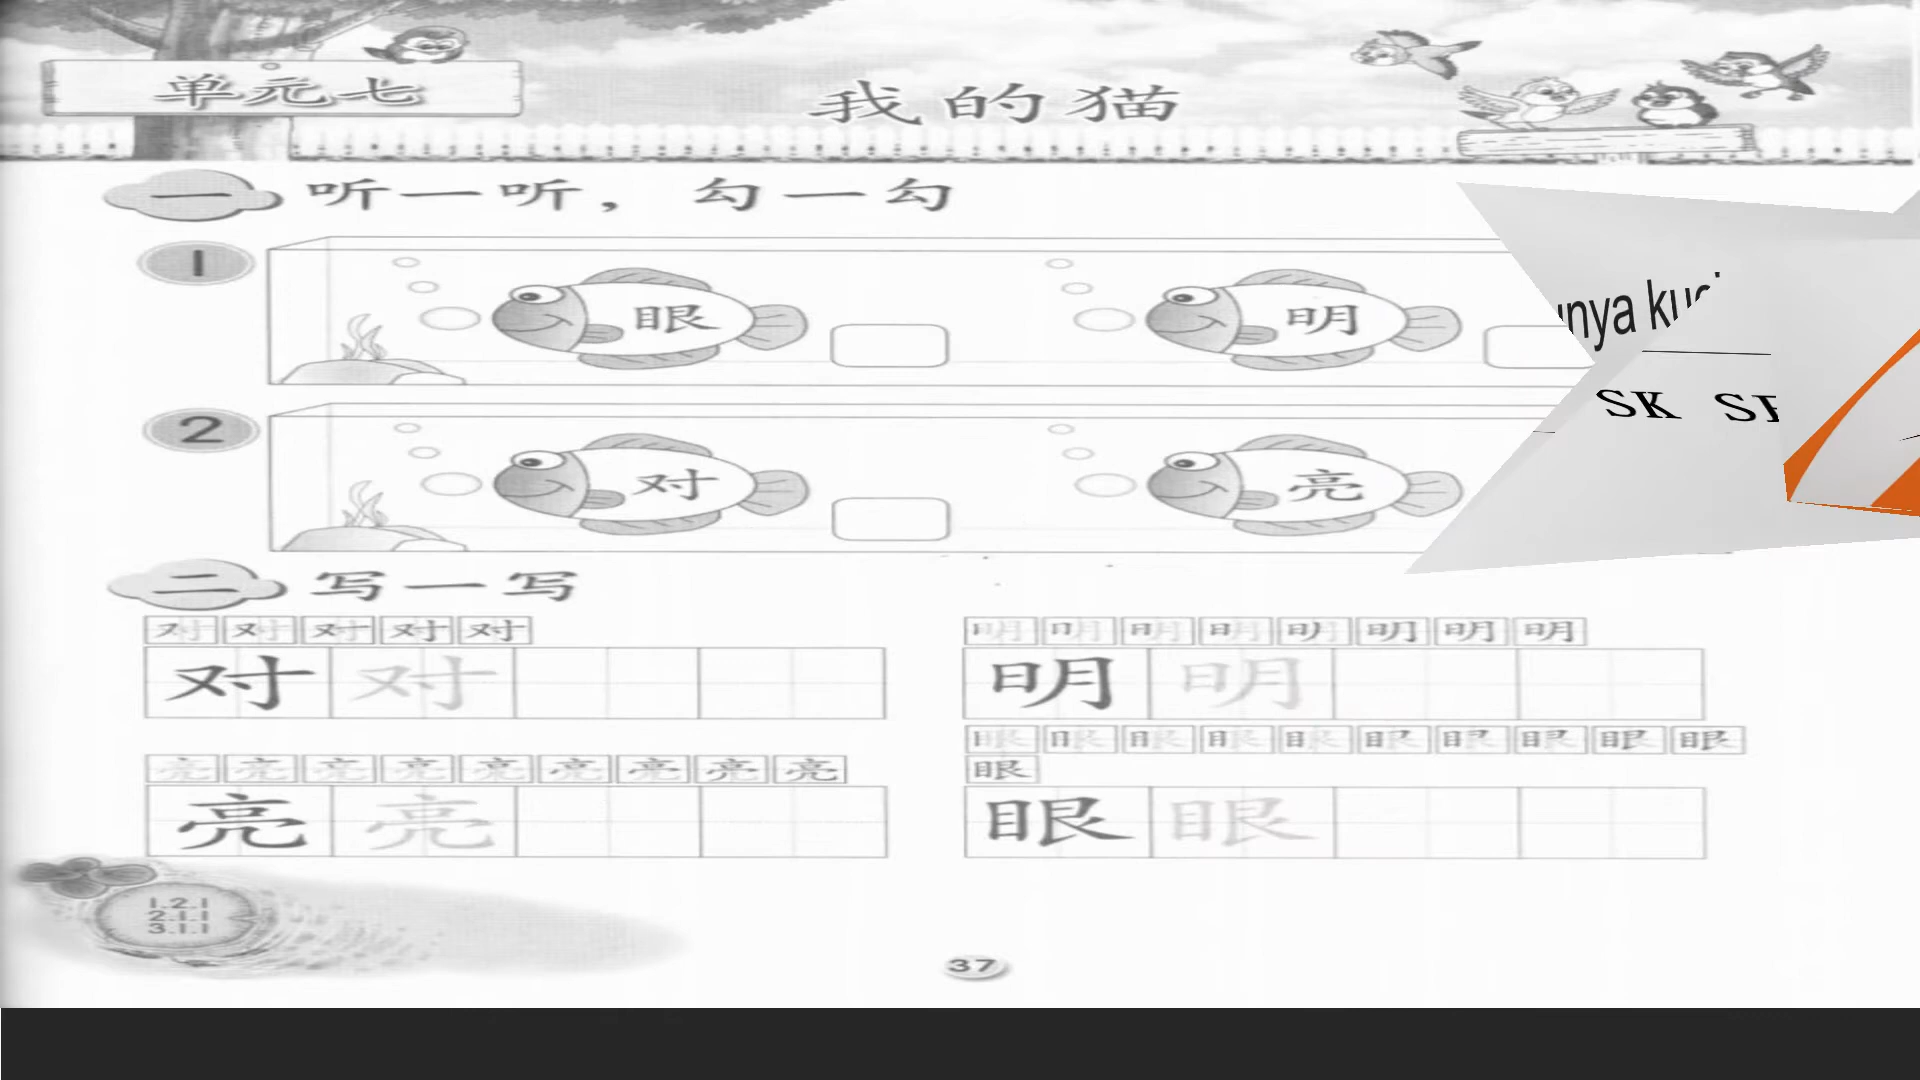 单元七
我的猫
一 听一听，勾一勾
1 眼 明
2 对 亮
二 写一写
对 对 对 对 对
对 对
明 明 明 明 明 明 明 明
明 明
亮 亮 亮 亮 亮 亮 亮 亮 亮
亮 亮
眼 眼 眼 眼 眼 眼 眼 眼 眼 眼
眼
眼 眼
1.2.1
2.1.1
3.1.1
37
SK